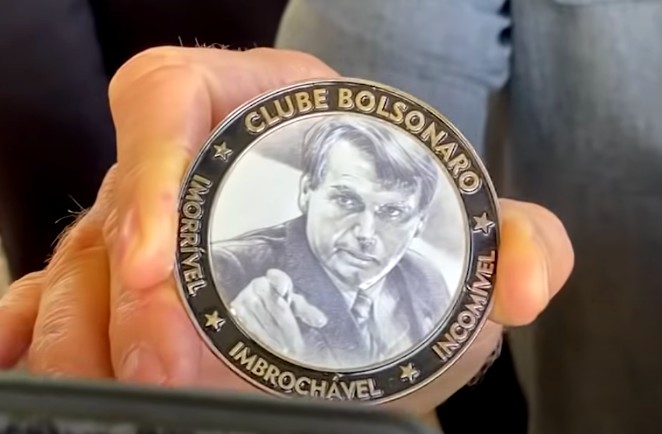 CLUBE BOLSONARO
IMORRÍVEL
IMBROCHÁVEL
INCOMÍVEL